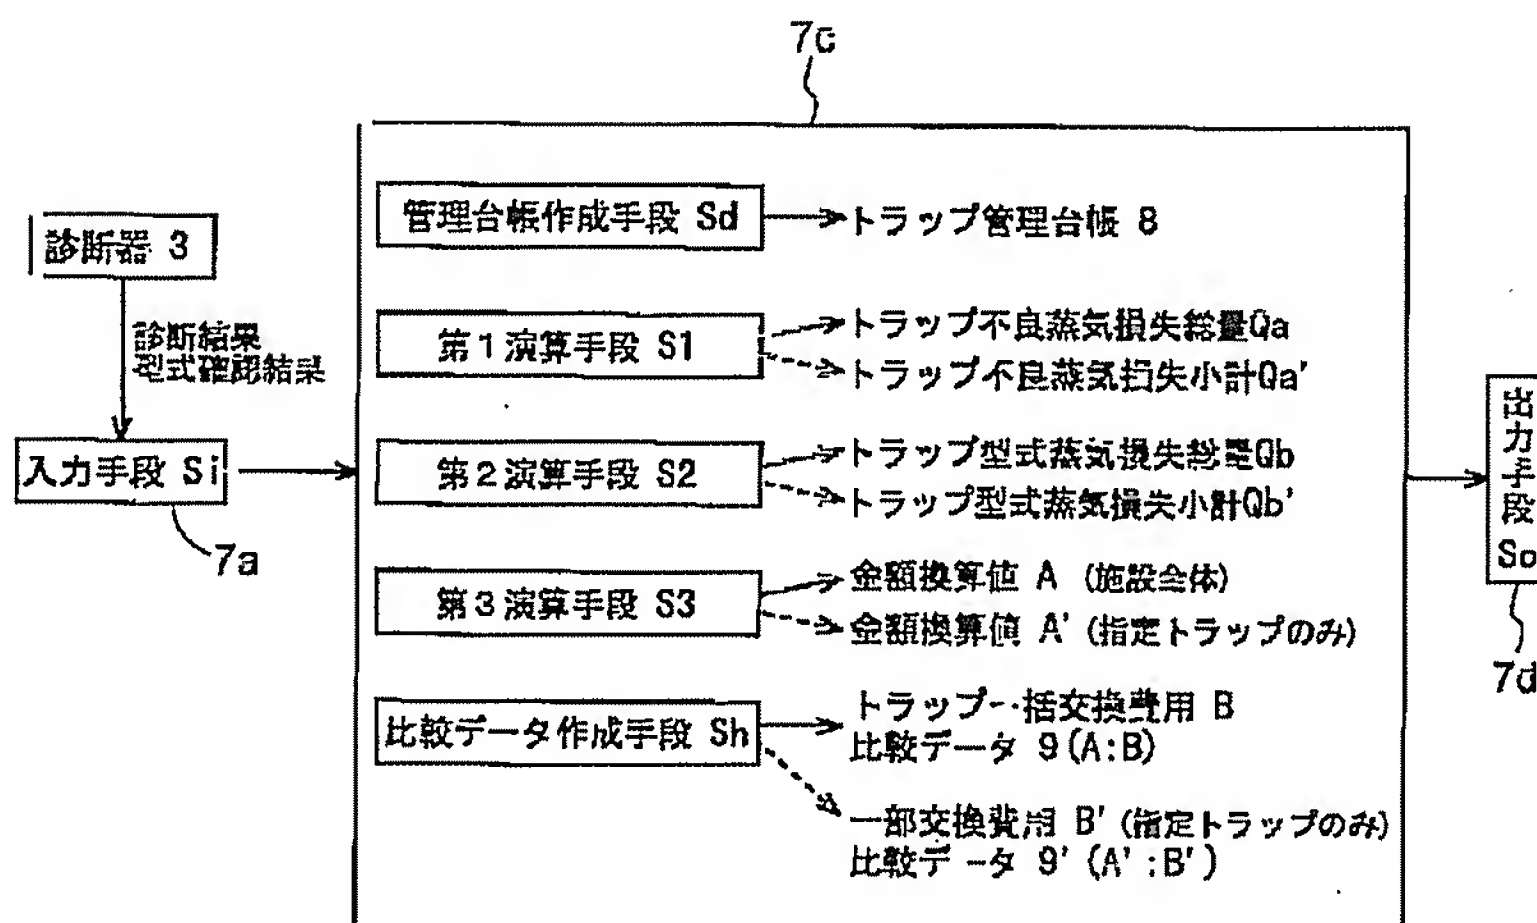 7c
管理台帳作成手段 Sd
トラップ管理台帳 8
診断器 3
診断結果
型式確認結果
第1演算手段 S1
トラップ不良蒸気損失総量Qa
トラップ不良蒸気損失小計Qa'
入力手段 Si
7a
第2演算手段 S2
トラップ型式蒸気損失総量Qb
トラップ型式蒸気損失小計Qb'
第3演算手段 S3
金額換算値 A (施設全体)
金額換算値 A' (指定トラップのみ)
比較データ作成手段 Sh
トラップ一括交換費用 B
比較データ 9(A:B)
一部交換費用 B' (指定トラップのみ)
比較データ 9' (A':B')
出力手段 So
7d